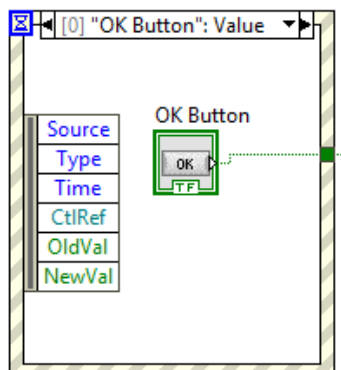 [0] "OK Button": Value
OK Button
Source
Type
Time
CtlRef
OldVal
NewVal
OK
TF